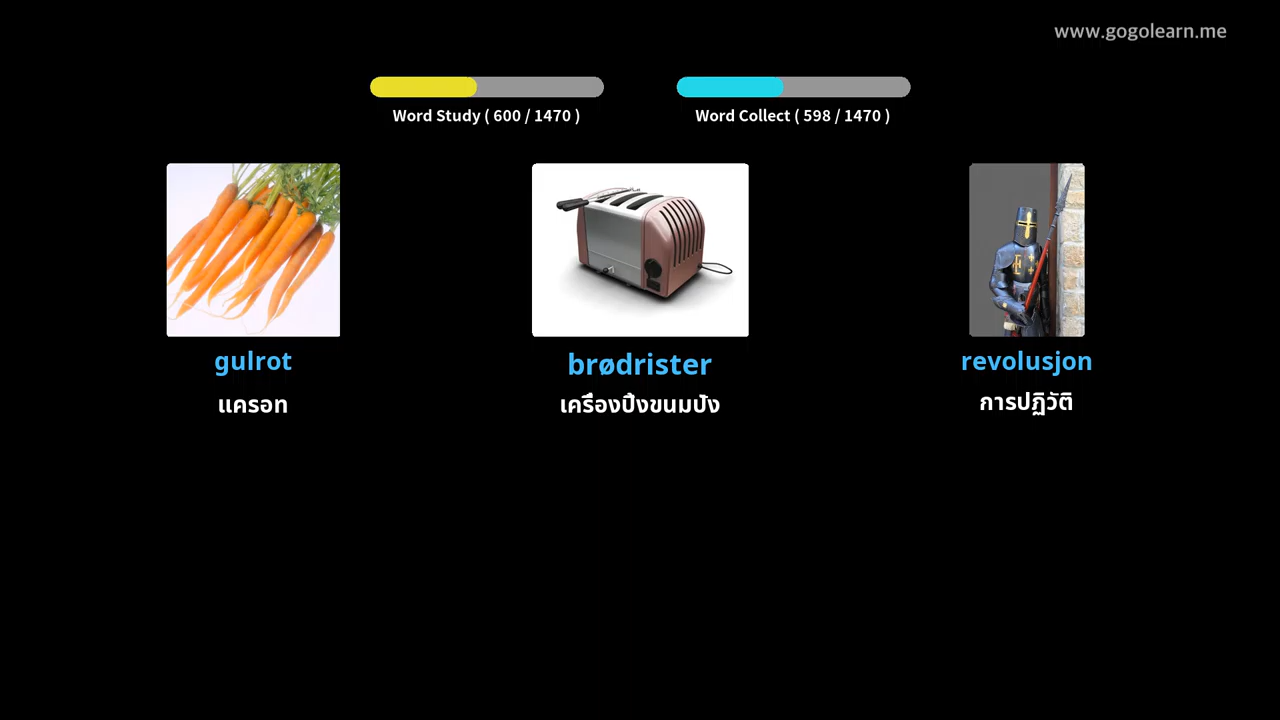 www.gogolearn.me
Word Study ( 600 / 1470 )
Word Collect ( 598 / 1470 )
gulrot
brødrister
revolusjon
แครอท
เครื่องปิ้งขนมปัง
การปฏิวัติ